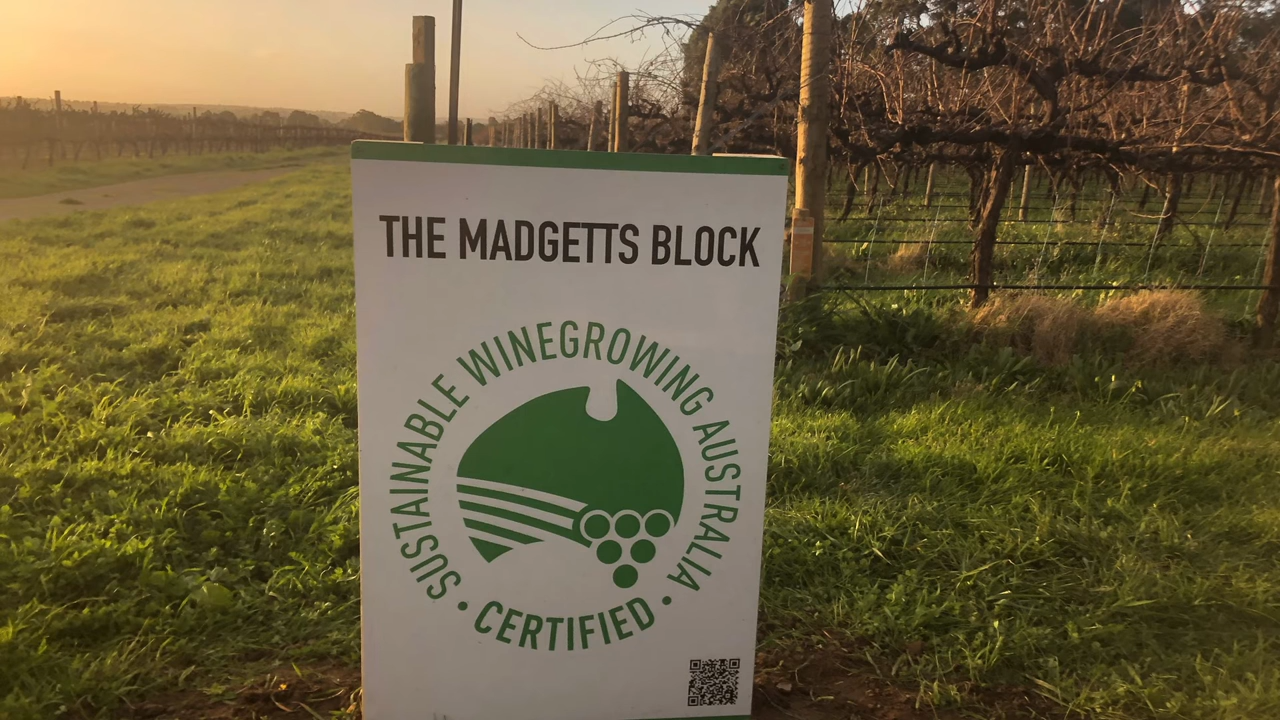 THE MADGETTS BLOCK
SUSTAINABLE WINEGROWING AUSTRALIA
• CERTIFIED •